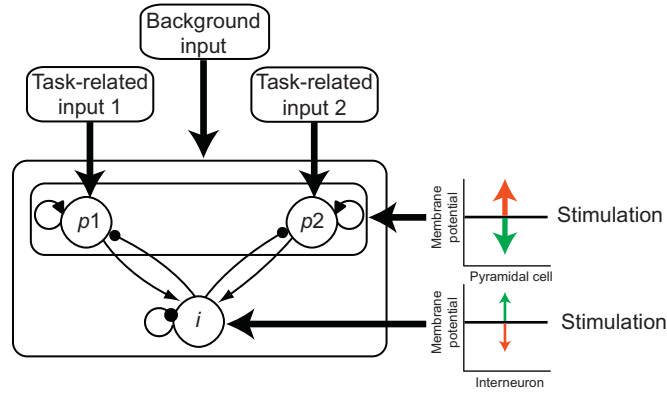 Background
input
Task-related
input 1
Task-related
input 2
p1
p2
i
Membrane
potential
Stimulation
Pyramidal cell
Membrane
potential
Stimulation
Interneuron